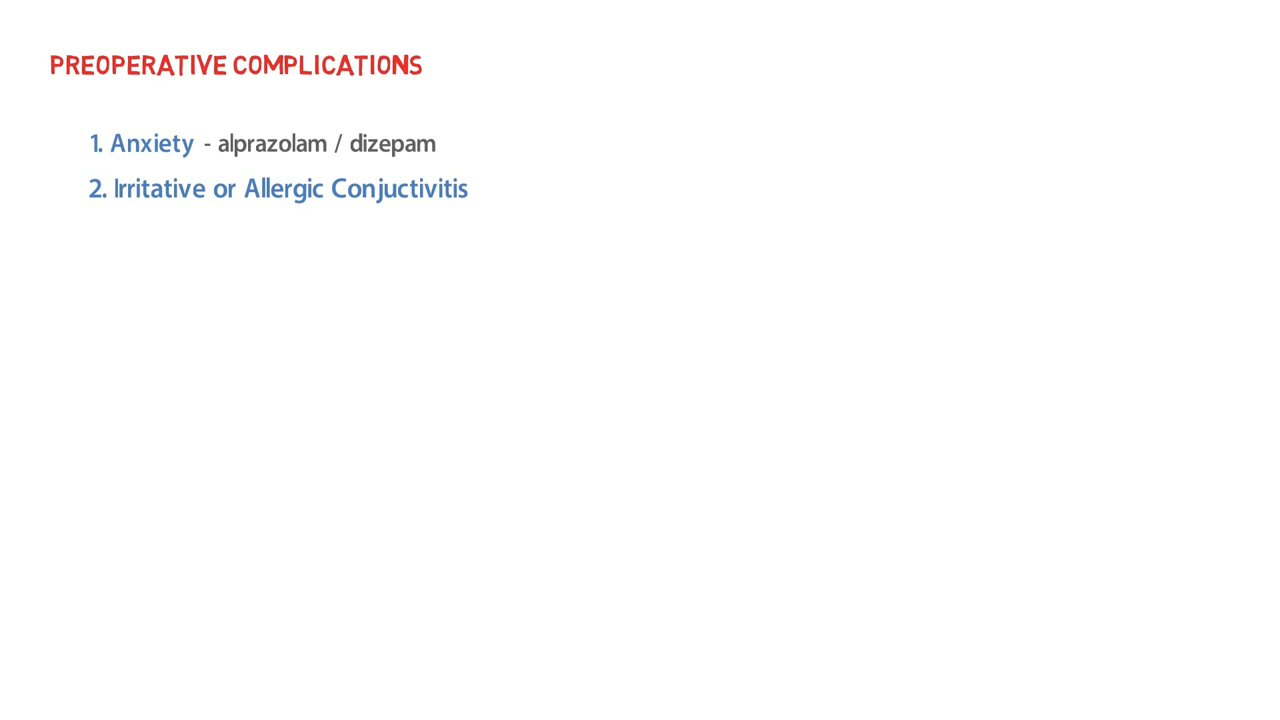 PREOPERATIVE COMPLICATIONS
1. Anxiety - alprazolam / dizepam
2. Irritative or Allergic Conjuctivitis